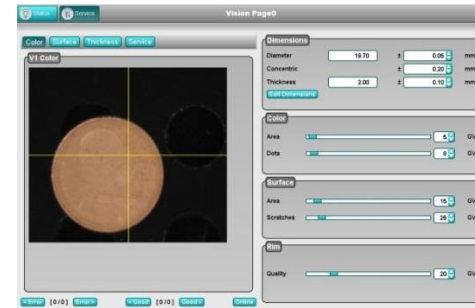 Status Service Vision Page0
Color Surface Thickness Service
V1 Color
Dimensions
Diameter 19.70 ± 0.05 mm
Concentric ± 0.20 mm
Thickness 2.00 ± 0.10 mm
Edit Dimensions
Color
Area 5 GV
Dots 8 GV
Surface
Area 15 GV
Scratches 25 GV
Rim
Quality 20 GV
< Error [0/0] Error > < Good [0/0] Good > Online